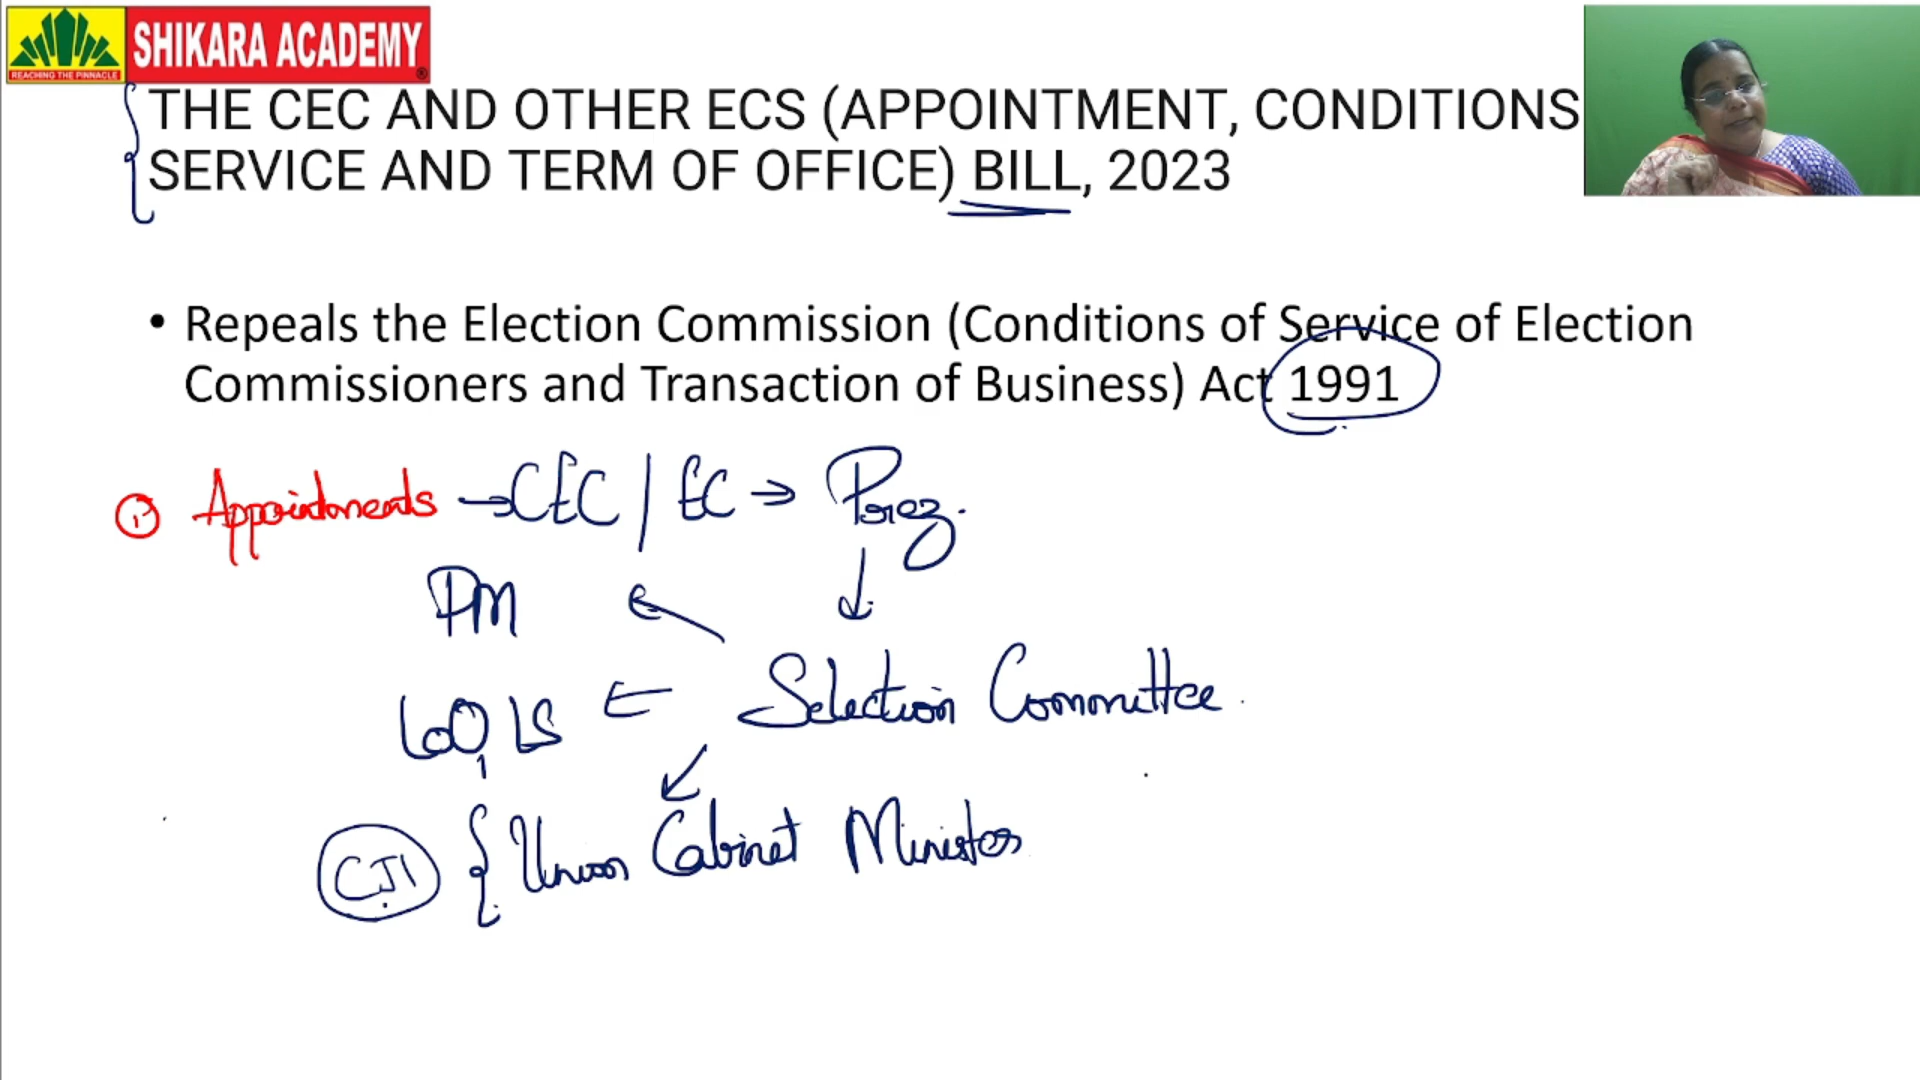 SHIKARA ACADEMY
REACHING THE PINNACLE
THE CEC AND OTHER ECS (APPOINTMENT, CONDITIONS
SERVICE AND TERM OF OFFICE) BILL, 2023
• Repeals the Election Commission (Conditions of Service of Election
Commissioners and Transaction of Business) Act 1991
① Appointments → CEC / EC → Prez.
PM
LoO, LS ← Selection Committee
CJI { Union Cabinet Minister